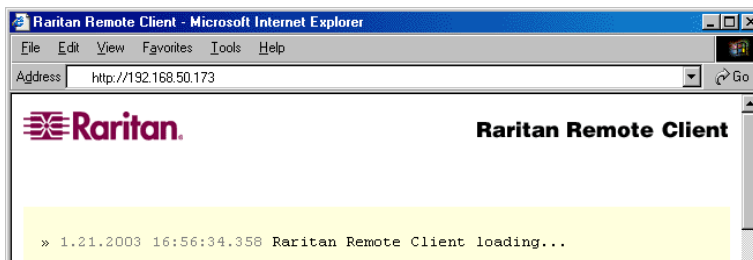 Raritan Remote Client - Microsoft Internet Explorer
File Edit View Favorites Tools Help
Address http://192.168.50.173 Go
Raritan.
Raritan Remote Client
» 1.21.2003 16:56:34.358 Raritan Remote Client loading...